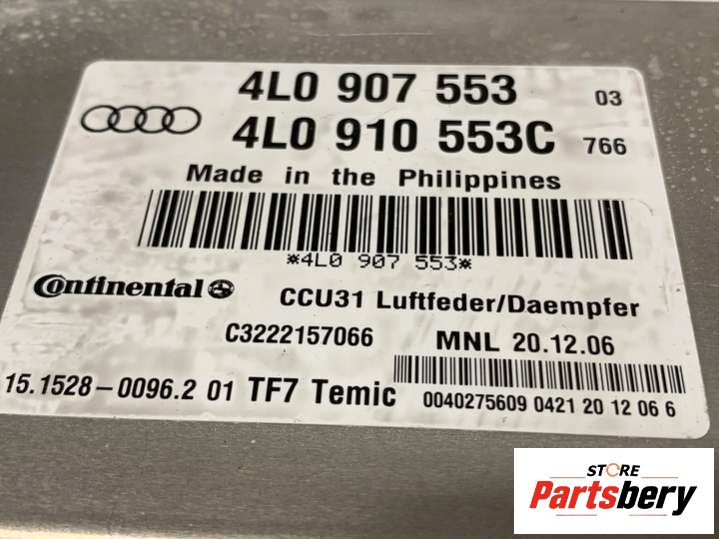 4L0 907 553 03
4L0 910 553C 766
Made in the Philippines
*4L0 907 553*
Continental CCU31 Luftfeder/Daempfer
C3222157066 MNL 20.12.06
15.1528-0096.2 01 TF7 Temic 0040275609 0421 20 12 06 6
STORE
Partsbery